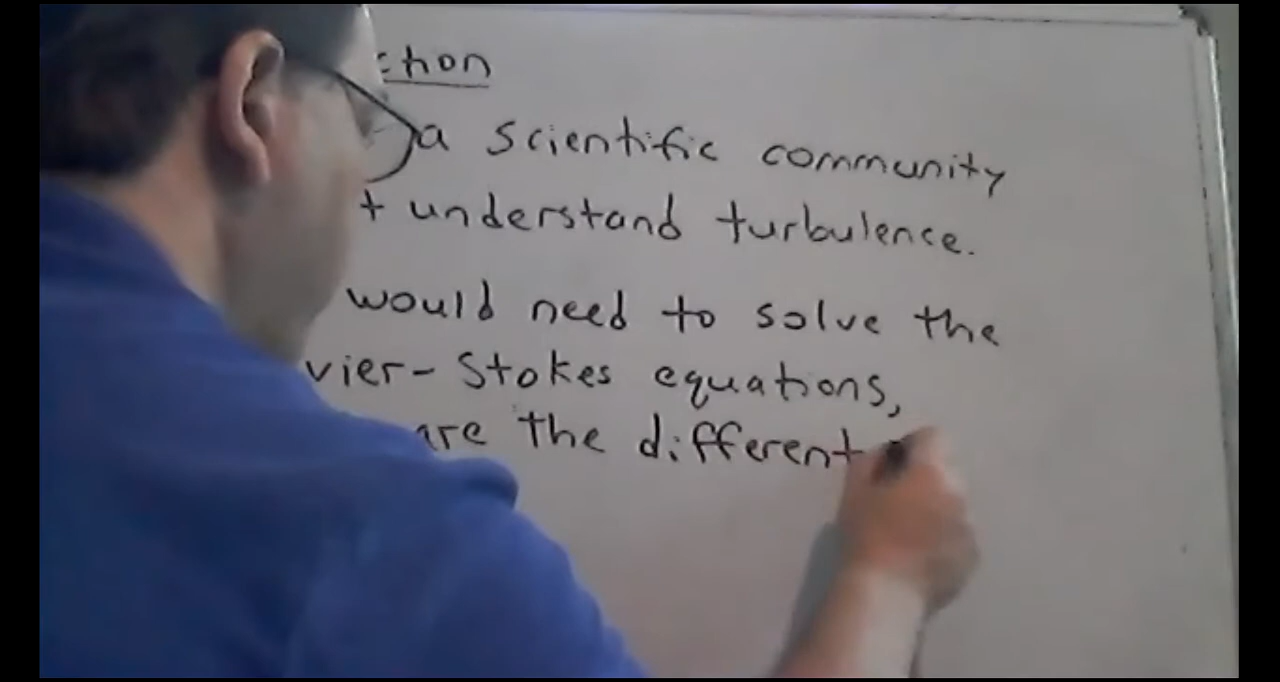 ction
a scientific community
t understand turbulence.
would need to solve the
vier-Stokes equations,
are the different